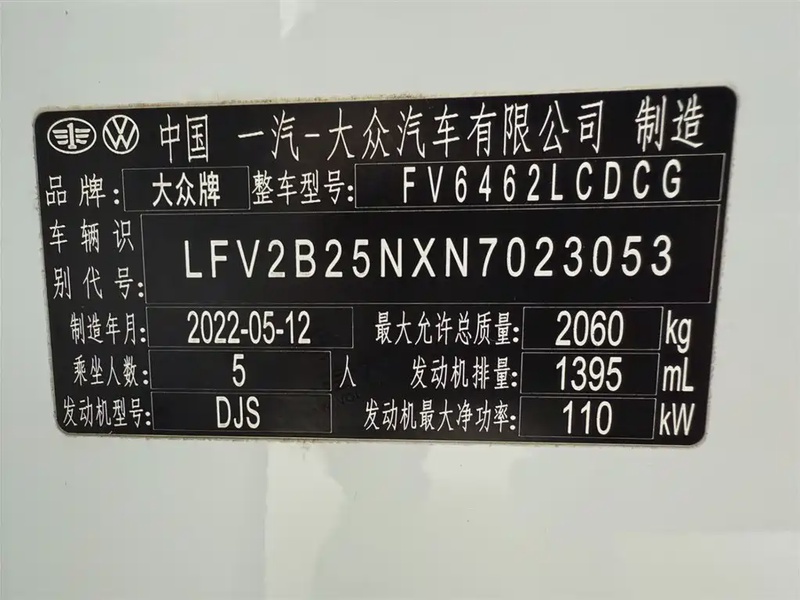 中国 一汽-大众汽车有限公司 制造
品牌: 大众牌 整车型号: FV6462LCDCG
车辆识别代号: LFV2B25NXN7023053
制造年月: 2022-05-12 最大允许总质量: 2060 kg
乘坐人数: 5 人 发动机排量: 1395 mL
发动机型号: DJS 发动机最大净功率: 110 kW